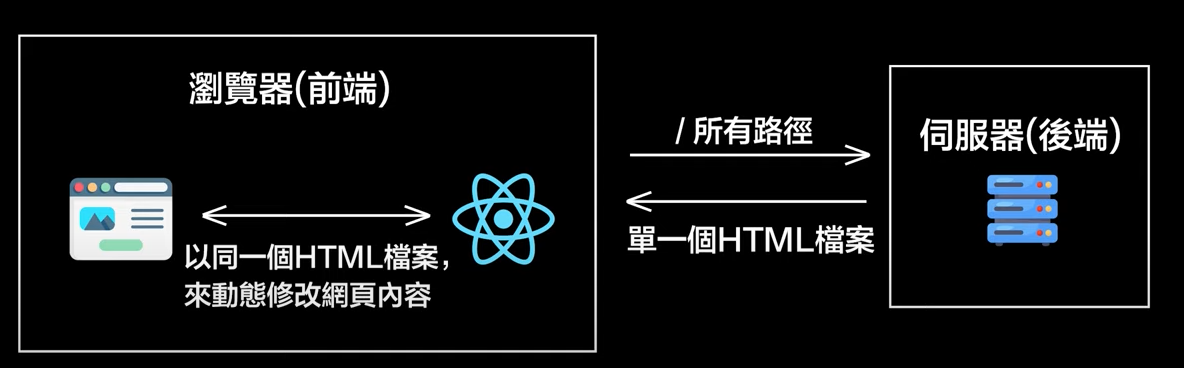 瀏覽器(前端)
以同一個HTML檔案，
來動態修改網頁內容
/ 所有路徑
單一個HTML檔案
伺服器(後端)